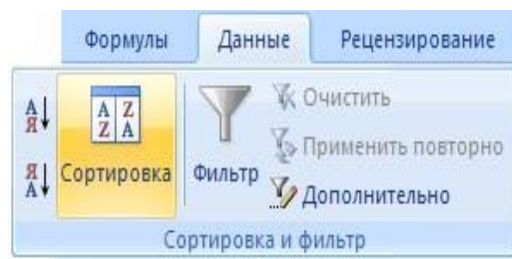 Формулы Данные Рецензирование
А
Я
Я
А
А Z
Z А
Сортировка
Фильтр
Очистить
Применить повторно
Дополнительно
Сортировка и фильтр